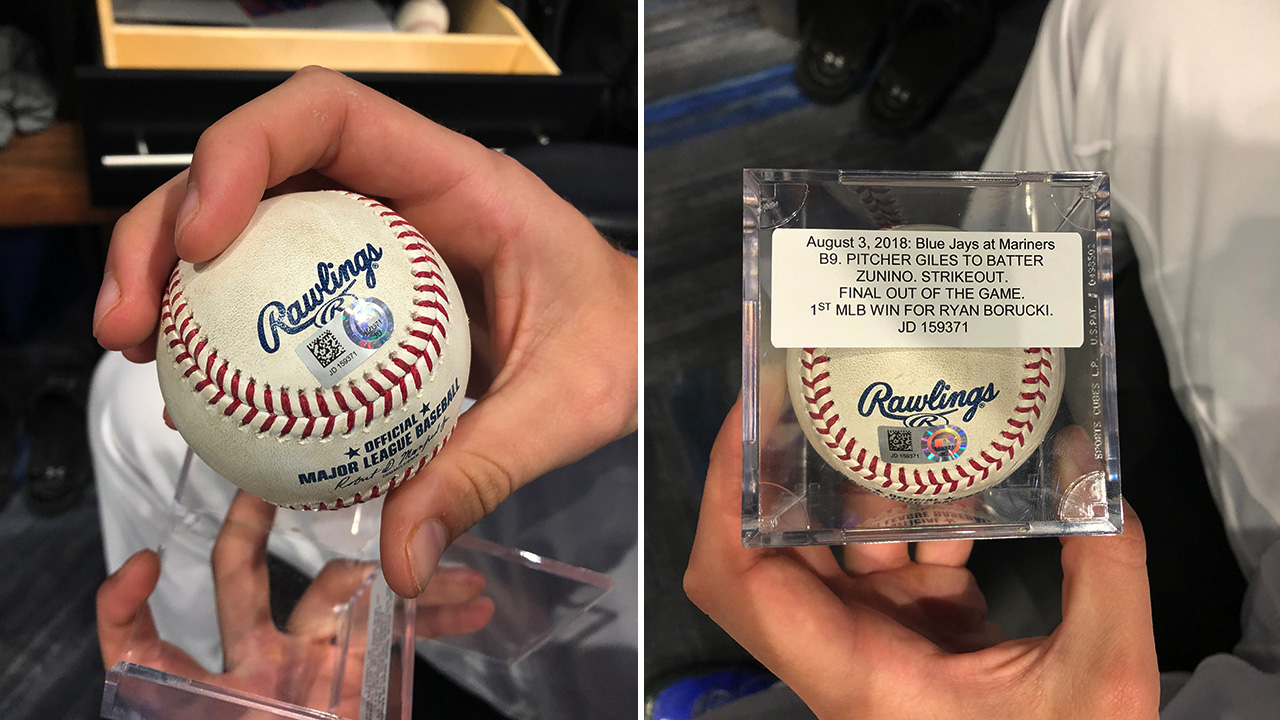 Rawlings
R
JD 159371
OFFICIAL
MAJOR LEAGUE BASEBALL
August 3, 2018: Blue Jays at Mariners
B9. PITCHER GILES TO BATTER
ZUNINO. STRIKEOUT.
FINAL OUT OF THE GAME.
1ST MLB WIN FOR RYAN BORUCKI.
JD 159371
Rawlings
R
JD 159371
SPORTS CUBES L.P. U.S. PAT. #